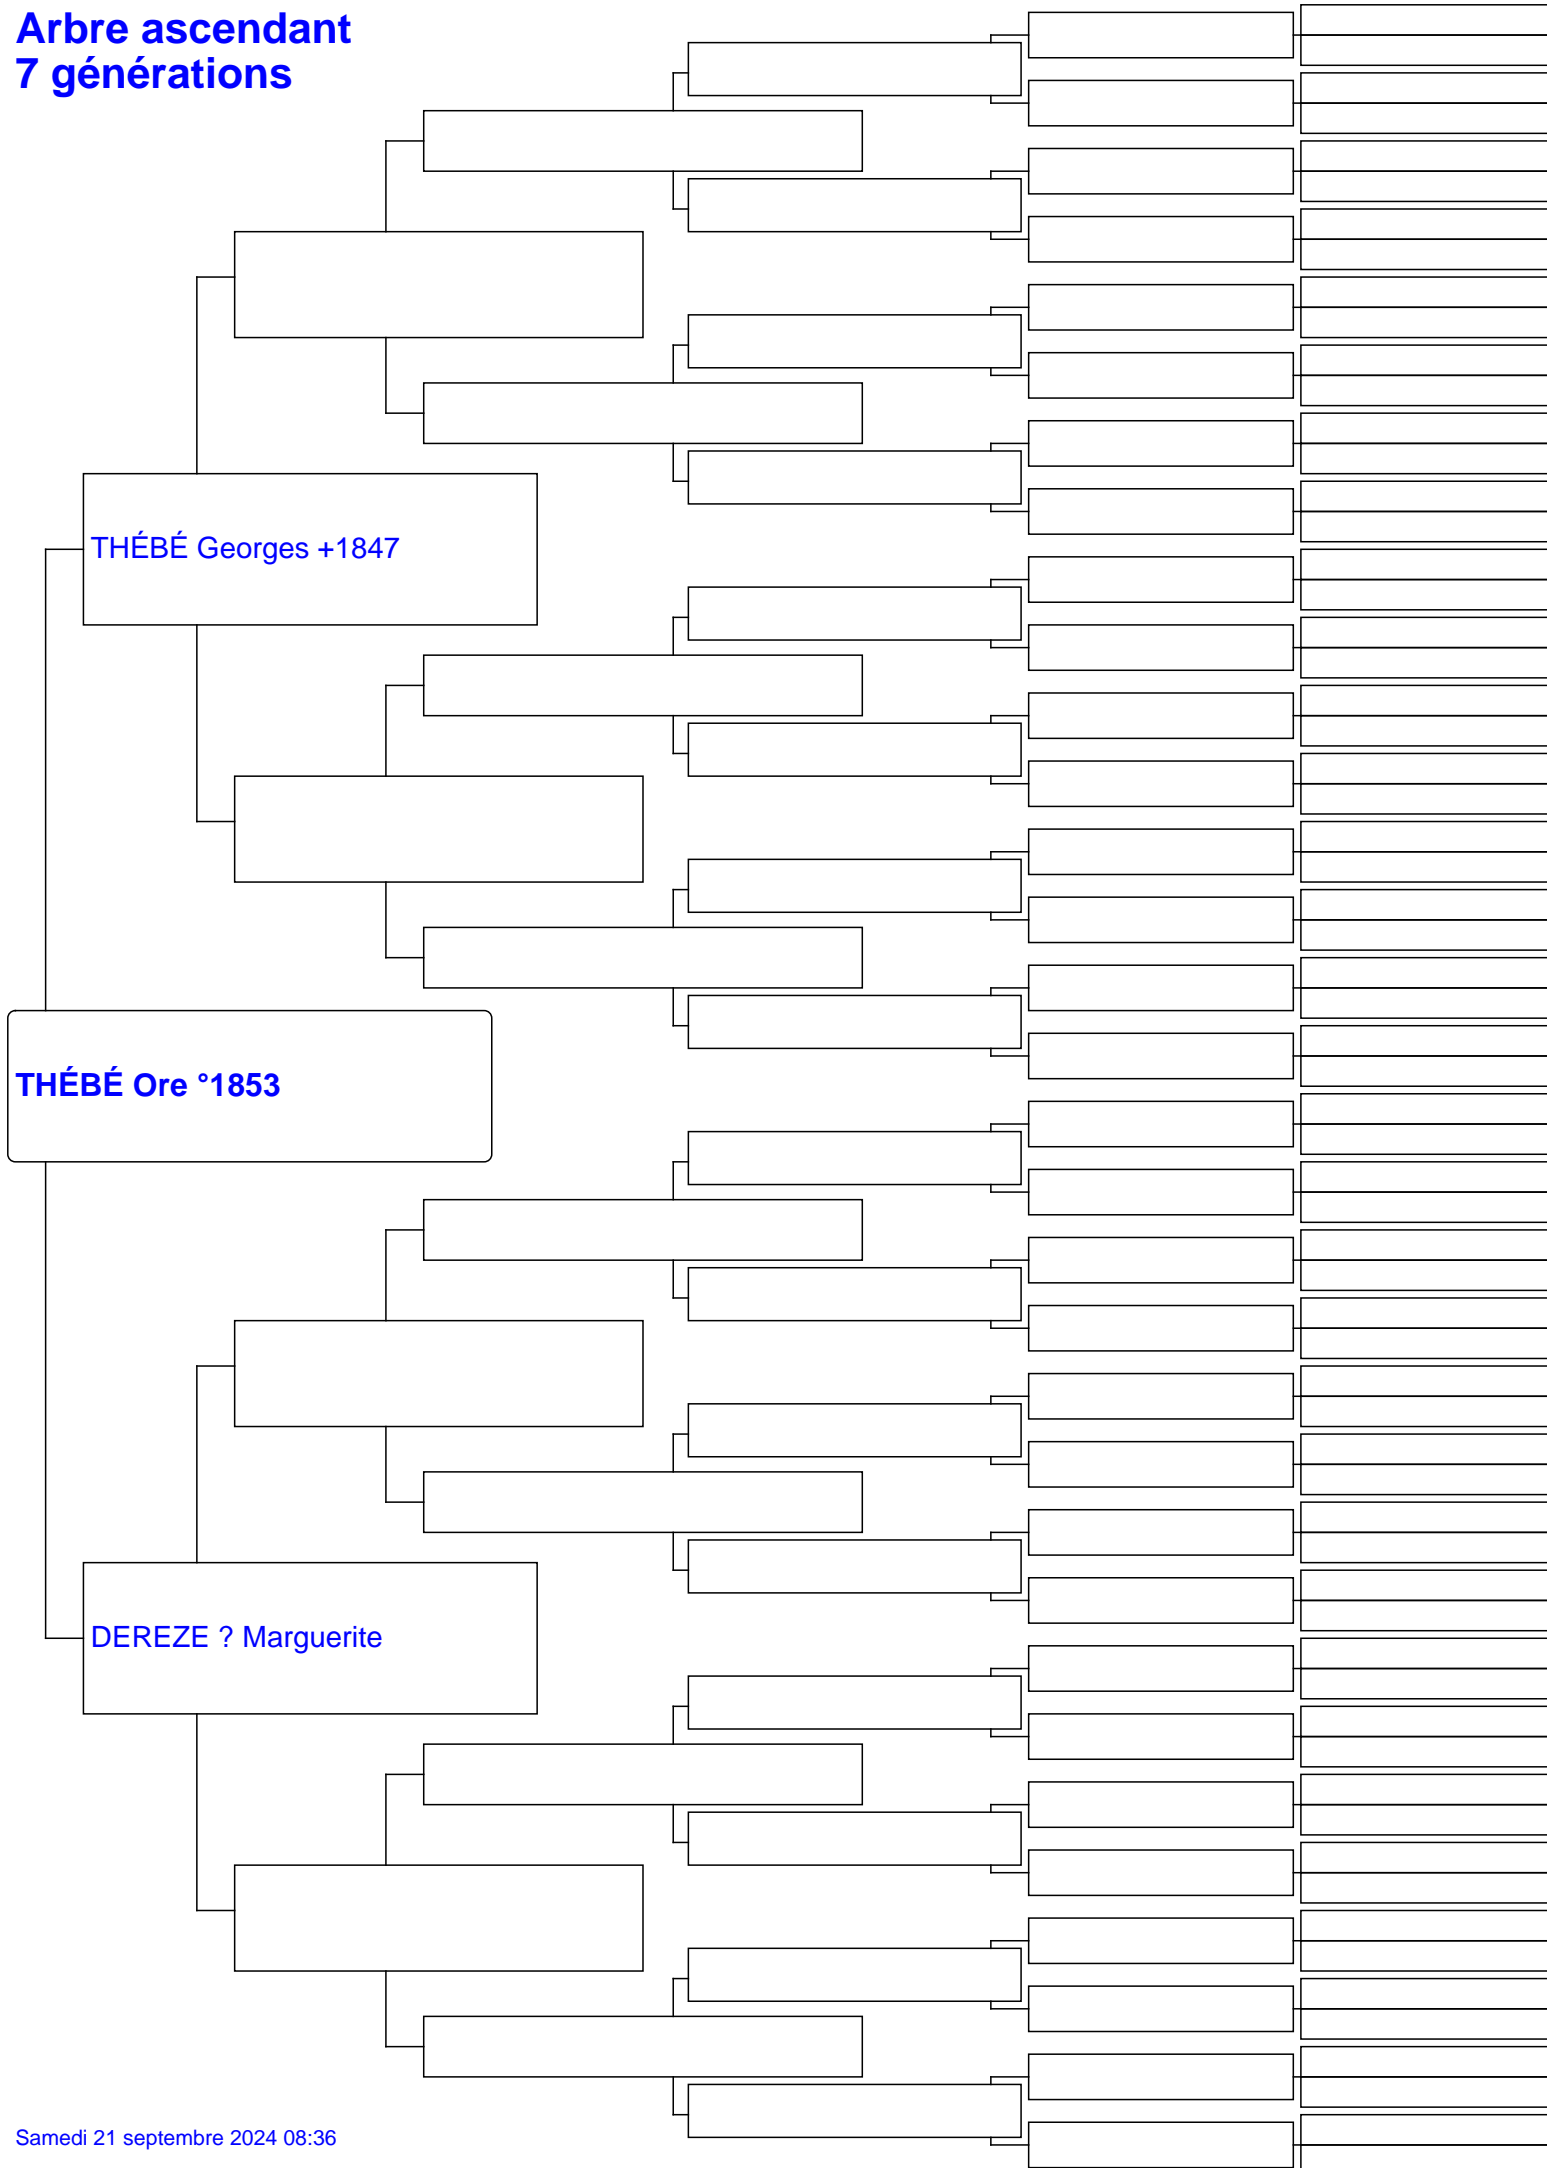 Arbre ascendant
7 générations
THÉBÉ Georges +1847
THÉBÉ Ore °1853
DEREZE ? Marguerite
Samedi 21 septembre 2024 08:36